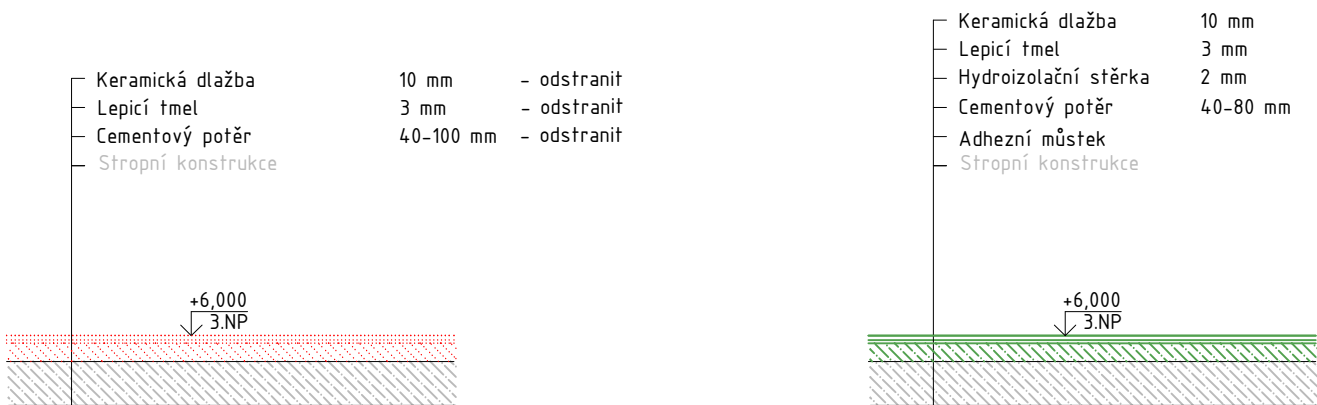 Keramická dlažba 10 mm - odstranit
Lepicí tmel 3 mm - odstranit
Cementový potěr 40-100 mm - odstranit
Stropní konstrukce
+6,000
3.NP
Keramická dlažba 10 mm
Lepicí tmel 3 mm
Hydroizolační stěrka 2 mm
Cementový potěr 40-80 mm
Adhezní můstek
Stropní konstrukce
+6,000
3.NP